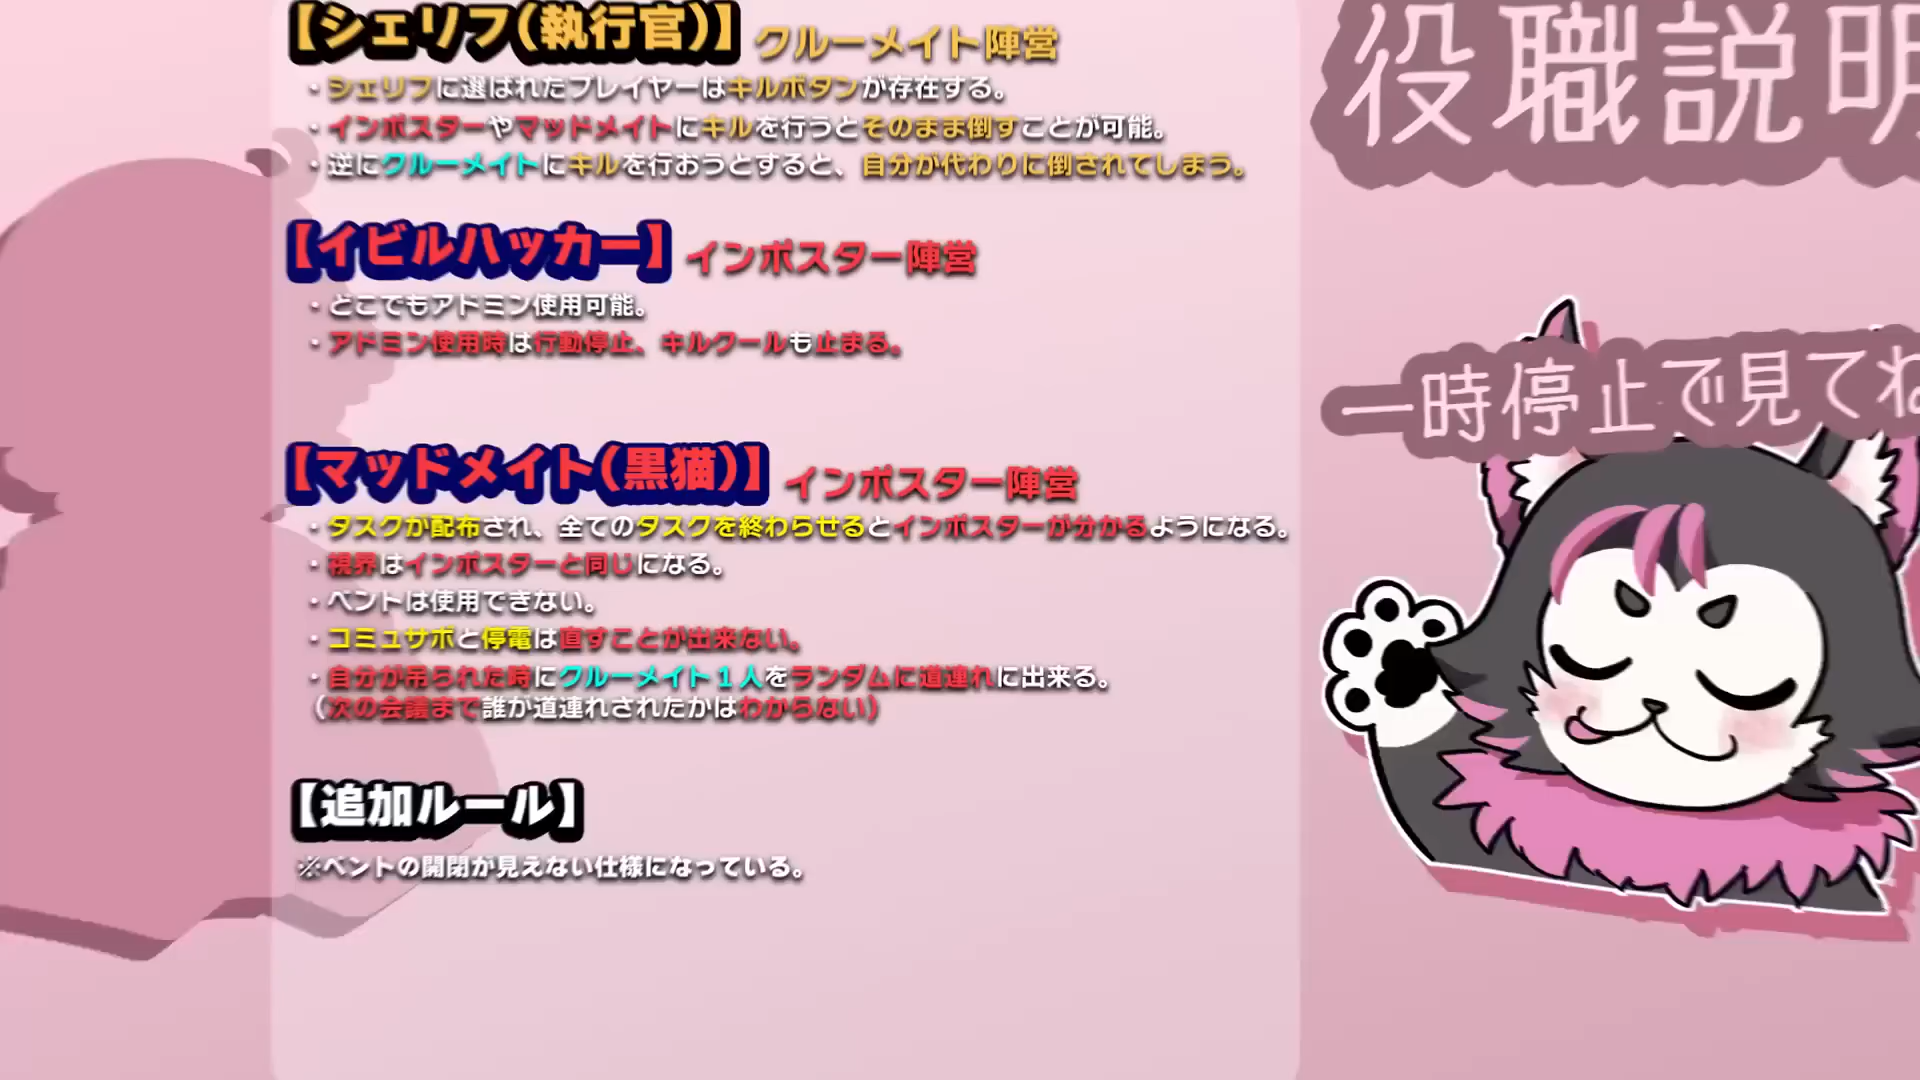 【シェリフ(執行官)】 クルーメイト陣営
・シェリフに選ばれたプレイヤーはキルボタンが存在する。
・インポスターやマッドメイトにキルを行うとそのまま倒すことが可能。
・逆にクルーメイトにキルを行おうとすると、自分が代わりに倒されてしまう。
【イビルハッカー】 インポスター陣営
・どこでもアドミン使用可能。
・アドミン使用時は行動停止、キルクールも止まる。
【マッドメイト(黒猫)】 インポスター陣営
・タスクが配布され、全てのタスクを終わらせるとインポスターが分かるようになる。
・視界はインポスターと同じになる。
・ベントは使用できない。
・コミュサボと停電は直すことが出来ない。
・自分が吊られた時にクルーメイト１人をランダムに道連れに出来る。
（次の会議まで誰が道連れされたかはわからない）
【追加ルール】
※ベントの開閉が見えない仕様になっている。
役職説明
一時停止で見てね